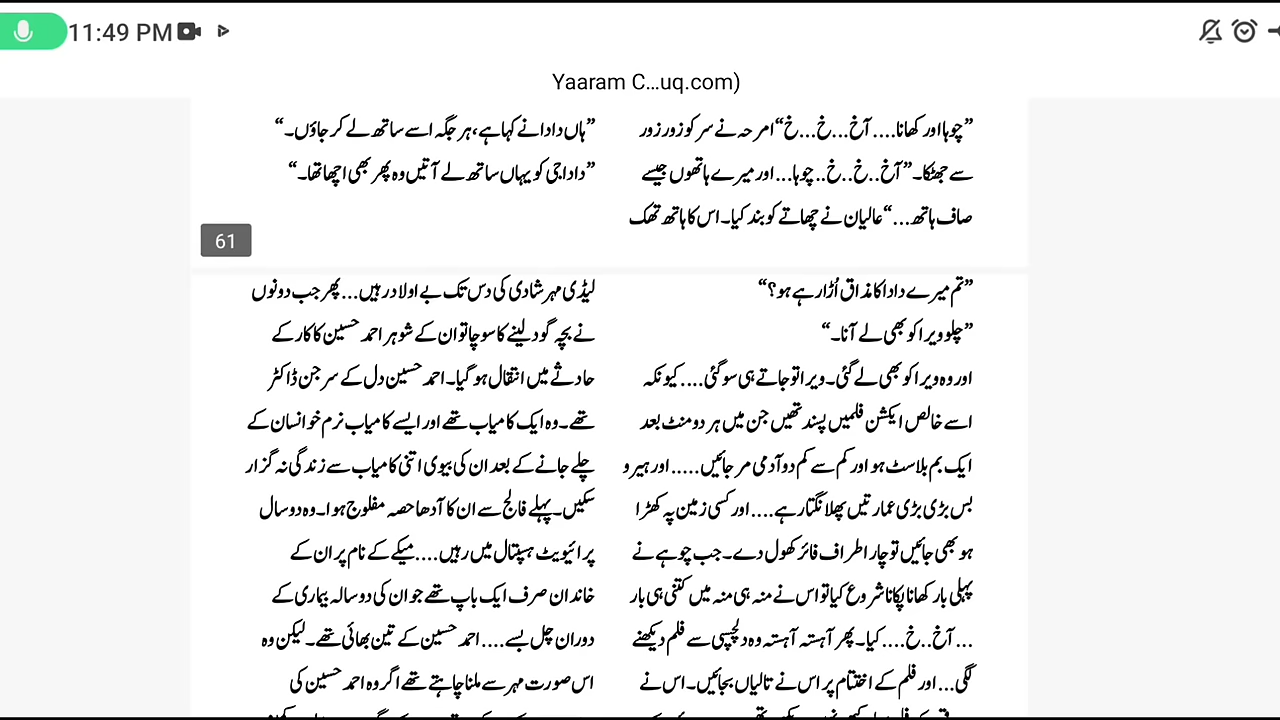 11:49 PM
Yaaram C...uq.com)
”چوہا اور کھانا.... آخ...خ...خ“ امرحہ نے سر کو زور زور
سے جھٹکا۔ ”آخ..خ..خ.. چوہا... اور میرے ہاتھوں جیسے
صاف ہاتھ...“ عالیان نے چھاتے کو بند کیا۔ اس کا ہاتھ تھک
”ہاں دادا نے کہا ہے، ہر جگہ اسے ساتھ لے کر جاؤں۔“
”دادا جی کو یہاں ساتھ لے آتیں وہ پھر بھی اچھا تھا۔“
61
”تم میرے دادا کا مذاق اُڑا رہے ہو؟“
”چلو ویرا کو بھی لے آنا۔“
اور وہ ویرا کو بھی لے گئی۔ ویرا تو جاتے ہی سو گئی.... کیونکہ
اسے خالص ایکشن فلمیں پسند تھیں جن میں ہر دو منٹ بعد
ایک بم بلاسٹ ہو اور کم سے کم دو آدمی مر جائیں..... اور ہیرو
بس بڑی بڑی عمارتیں پھلانگتا رہے.... اور کسی زمین پہ کھڑا
ہو بھی جائیں تو چار اطراف فائر کھول دے۔ جب چوہے نے
پہلی بار کھانا پکانا شروع کیا تو اس نے منہ ہی منہ میں کتنی ہی بار
... آخ..خ.... کیا۔ پھر آہستہ آہستہ وہ دلچسپی سے فلم دیکھنے
لگی... اور فلم کے اختتام پر اس نے تالیاں بجائیں۔ اس نے
لیڈی مہر شادی کی دس تک بے اولاد رہیں... پھر جب دونوں
نے بچہ گود لینے کا سوچا تو ان کے شوہر احمد حسین کا کار کے
حادثے میں انتقال ہو گیا۔ احمد حسین دل کے سرجن ڈاکٹر
تھے۔ وہ ایک کامیاب تھے اور ایسے کامیاب نرم خو انسان کے
چلے جانے کے بعد ان کی بیوی اتنی کامیاب سے زندگی نہ گزار
سکیں۔ پہلے فالج سے ان کا آدھا حصہ مفلوج ہوا۔ وہ دو سال
پرائیویٹ ہسپتال میں رہیں.... میکے کے نام پر ان کے
خاندان صرف ایک باپ تھے جو ان کی دو سالہ بیماری کے
دوران چل بسے.... احمد حسین کے تین بھائی تھے۔ لیکن وہ
اس صورت مہر سے ملنا چاہتے تھے اگر وہ احمد حسین کی